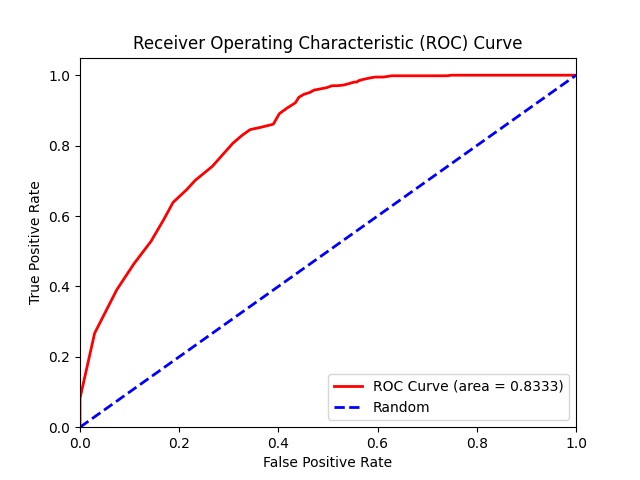 Receiver Operating Characteristic (ROC) Curve
1.0
0.8
0.6
0.4
0.2
0.0
True Positive Rate
ROC Curve (area = 0.8333)
Random
0.0 0.2 0.4 0.6 0.8 1.0
False Positive Rate